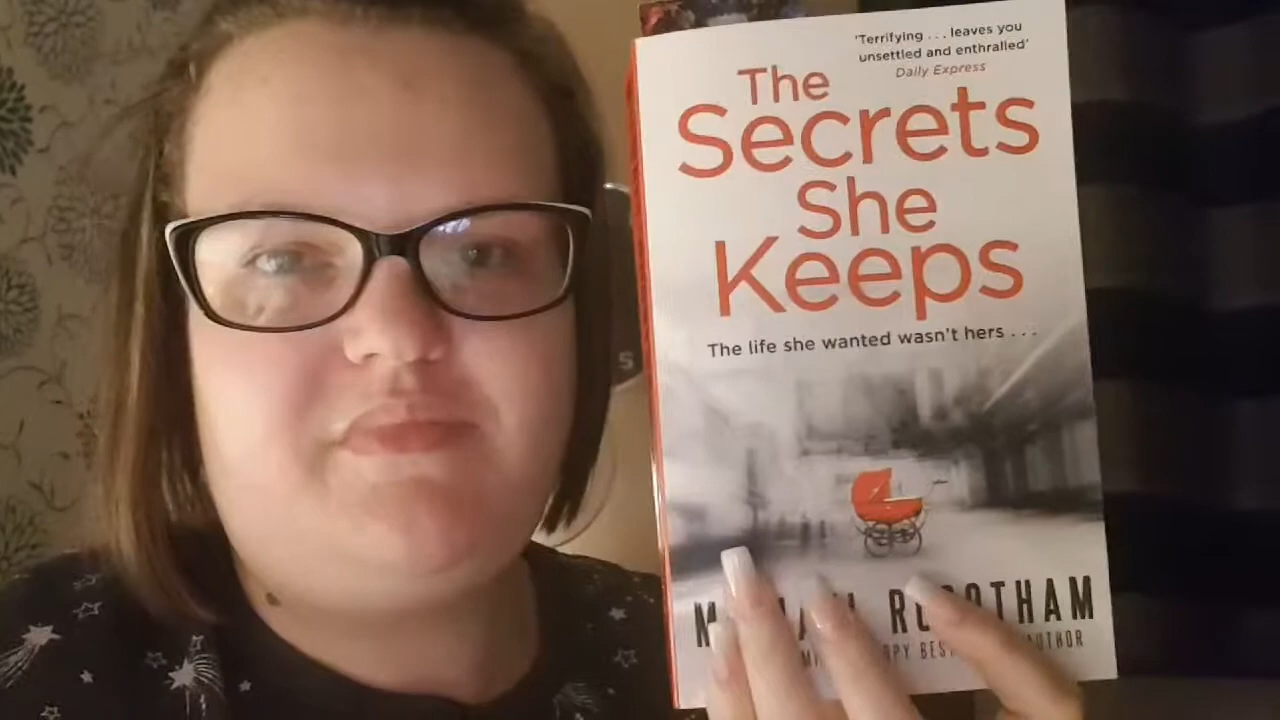 'Terrifying . . . leaves you
unsettled and enthralled'
Daily Express
The
Secrets
She
Keeps
The life she wanted wasn't hers . . .
S